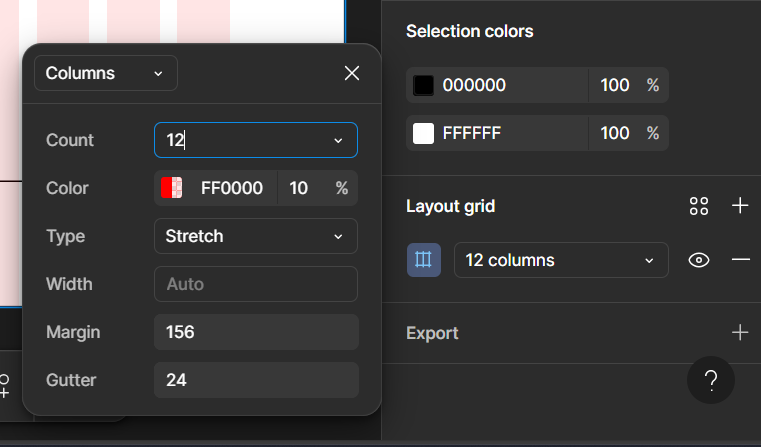 Columns
Count 12
Color FF0000 10 %
Type Stretch
Width Auto
Margin 156
Gutter 24
Selection colors
000000 100 %
FFFFFF 100 %
Layout grid
12 columns
Export
?